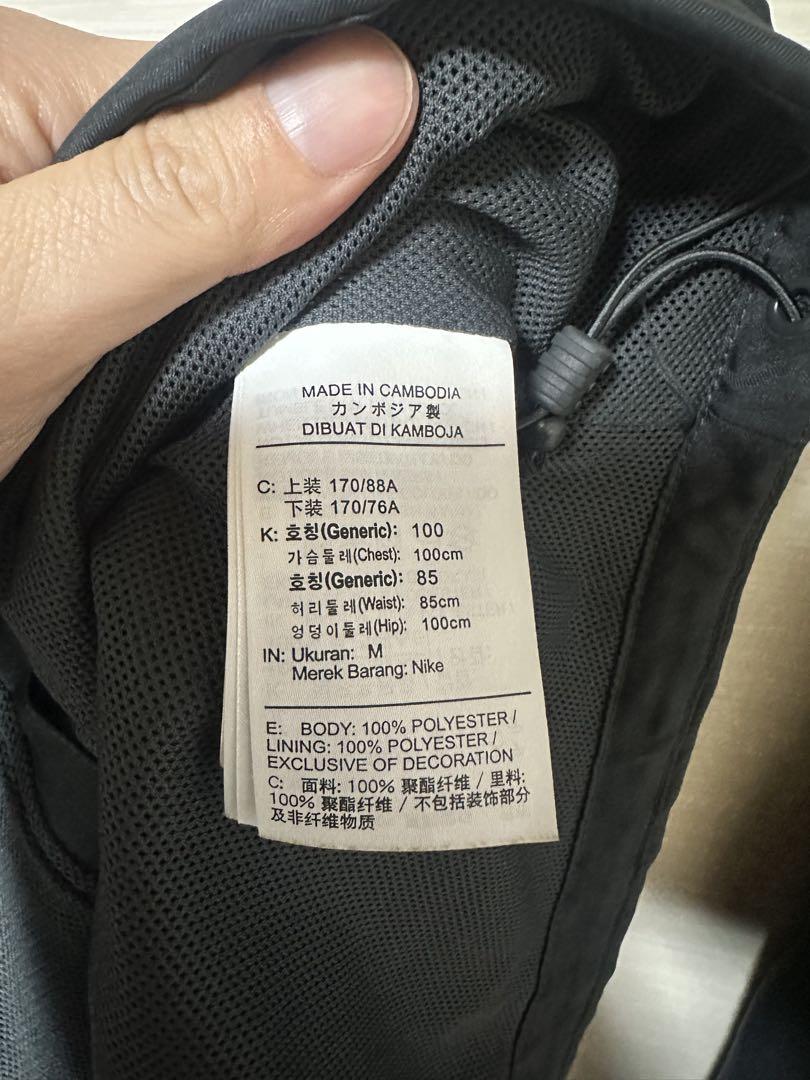 MADE IN CAMBODIA
カンボジア製
DIBUAT DI KAMBOJA
C: 上装 170/88A
下装 170/76A
K: 호칭(Generic): 100
가슴둘레(Chest): 100cm
호칭(Generic): 85
허리둘레(Waist): 85cm
엉덩이둘레(Hip): 100cm
IN: Ukuran: M
Merek Barang: Nike
E: BODY: 100% POLYESTER /
LINING: 100% POLYESTER /
EXCLUSIVE OF DECORATION
C: 面料: 100% 聚酯纤维 / 里料:
100% 聚酯纤维 / 不包括装饰部分
及非纤维物质